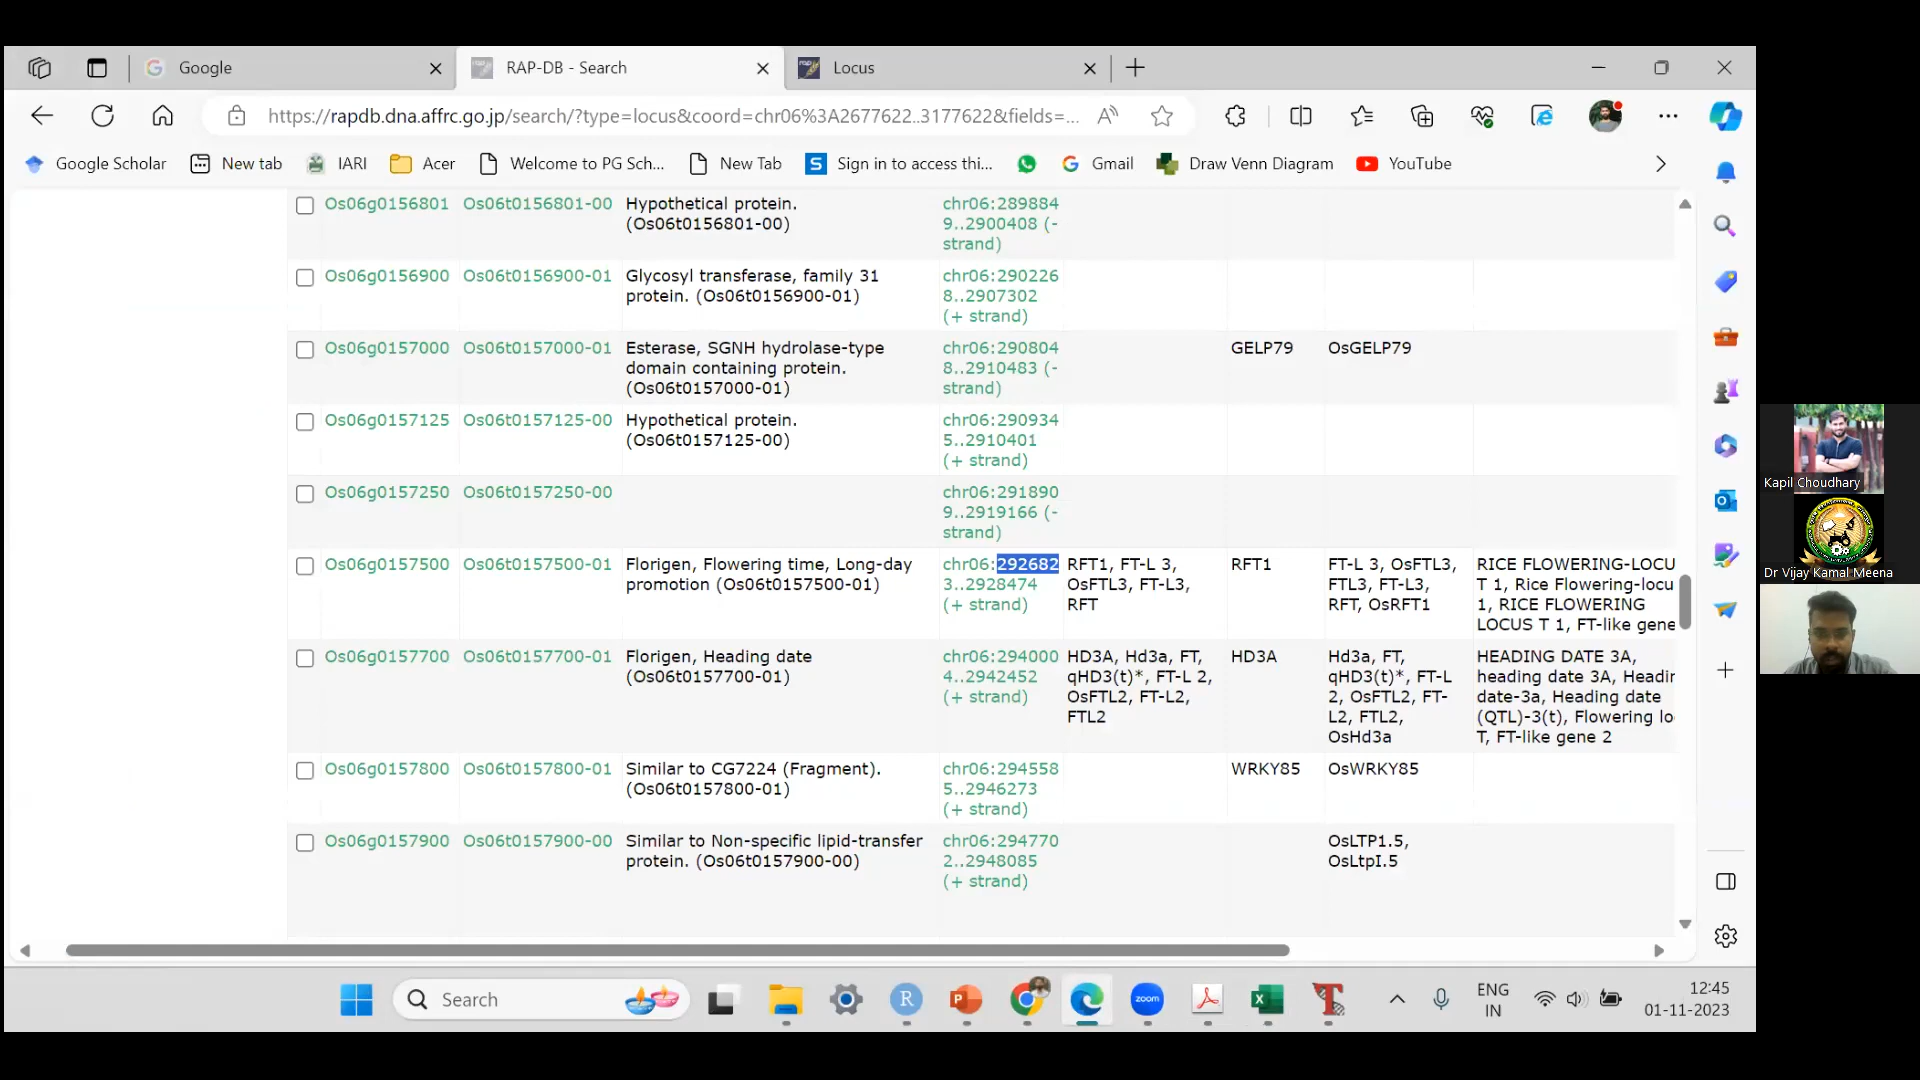 Google
RAP-DB - Search
Locus
https://rapdb.dna.affrc.go.jp/search/?type=locus&coord=chr06%3A2677622..3177622&fields=...
Google Scholar
New tab
IARI
Acer
Welcome to PG Sch...
New Tab
Sign in to access thi...
Gmail
Draw Venn Diagram
YouTube
Os06g0156801 Os06t0156801-00 Hypothetical protein. chr06:289884
(Os06t0156801-00) 9..2900408 (-
strand)
Os06g0156900 Os06t0156900-01 Glycosyl transferase, family 31 chr06:290226
protein. (Os06t0156900-01) 8..2907302
(+ strand)
Os06g0157000 Os06t0157000-01 Esterase, SGNH hydrolase-type chr06:290804 GELP79 OsGELP79
domain containing protein. 8..2910483 (-
(Os06t0157000-01) strand)
Os06g0157125 Os06t0157125-00 Hypothetical protein. chr06:290934
(Os06t0157125-00) 5..2910401
(+ strand)
Os06g0157250 Os06t0157250-00 chr06:291890
9..2919166 (-
strand)
Os06g0157500 Os06t0157500-01 Florigen, Flowering time, Long-day chr06:292682 RFT1, FT-L 3, RFT1 FT-L 3, OsFTL3, RICE FLOWERING-LOCU
promotion (Os06t0157500-01) 3..2928474 OsFTL3, FT-L3, FTL3, FT-L3, T 1, Rice Flowering-locu
(+ strand) RFT RFT, OsRFT1 1, RICE FLOWERING
LOCUS T 1, FT-like gene
Os06g0157700 Os06t0157700-01 Florigen, Heading date chr06:294000 HD3A, Hd3a, FT, HD3A Hd3a, FT, HEADING DATE 3A,
(Os06t0157700-01) 4..2942452 qHD3(t)*, FT-L 2, qHD3(t)*, FT-L heading date 3A, Headin
(+ strand) OsFTL2, FT-L2, 2, OsFTL2, FT- date-3a, Heading date
FTL2 L2, FTL2, (QTL)-3(t), Flowering lo
OsHd3a T, FT-like gene 2
Os06g0157800 Os06t0157800-01 Similar to CG7224 (Fragment). chr06:294558 WRKY85 OsWRKY85
(Os06t0157800-01) 5..2946273
(+ strand)
Os06g0157900 Os06t0157900-00 Similar to Non-specific lipid-transfer chr06:294770 OsLTP1.5,
protein. (Os06t0157900-00) 2..2948085 OsLtpI.5
(+ strand)
Kapil Choudhary
Dr Vijay Kamal Meena
Search
zoom
ENG
IN
12:45
01-11-2023